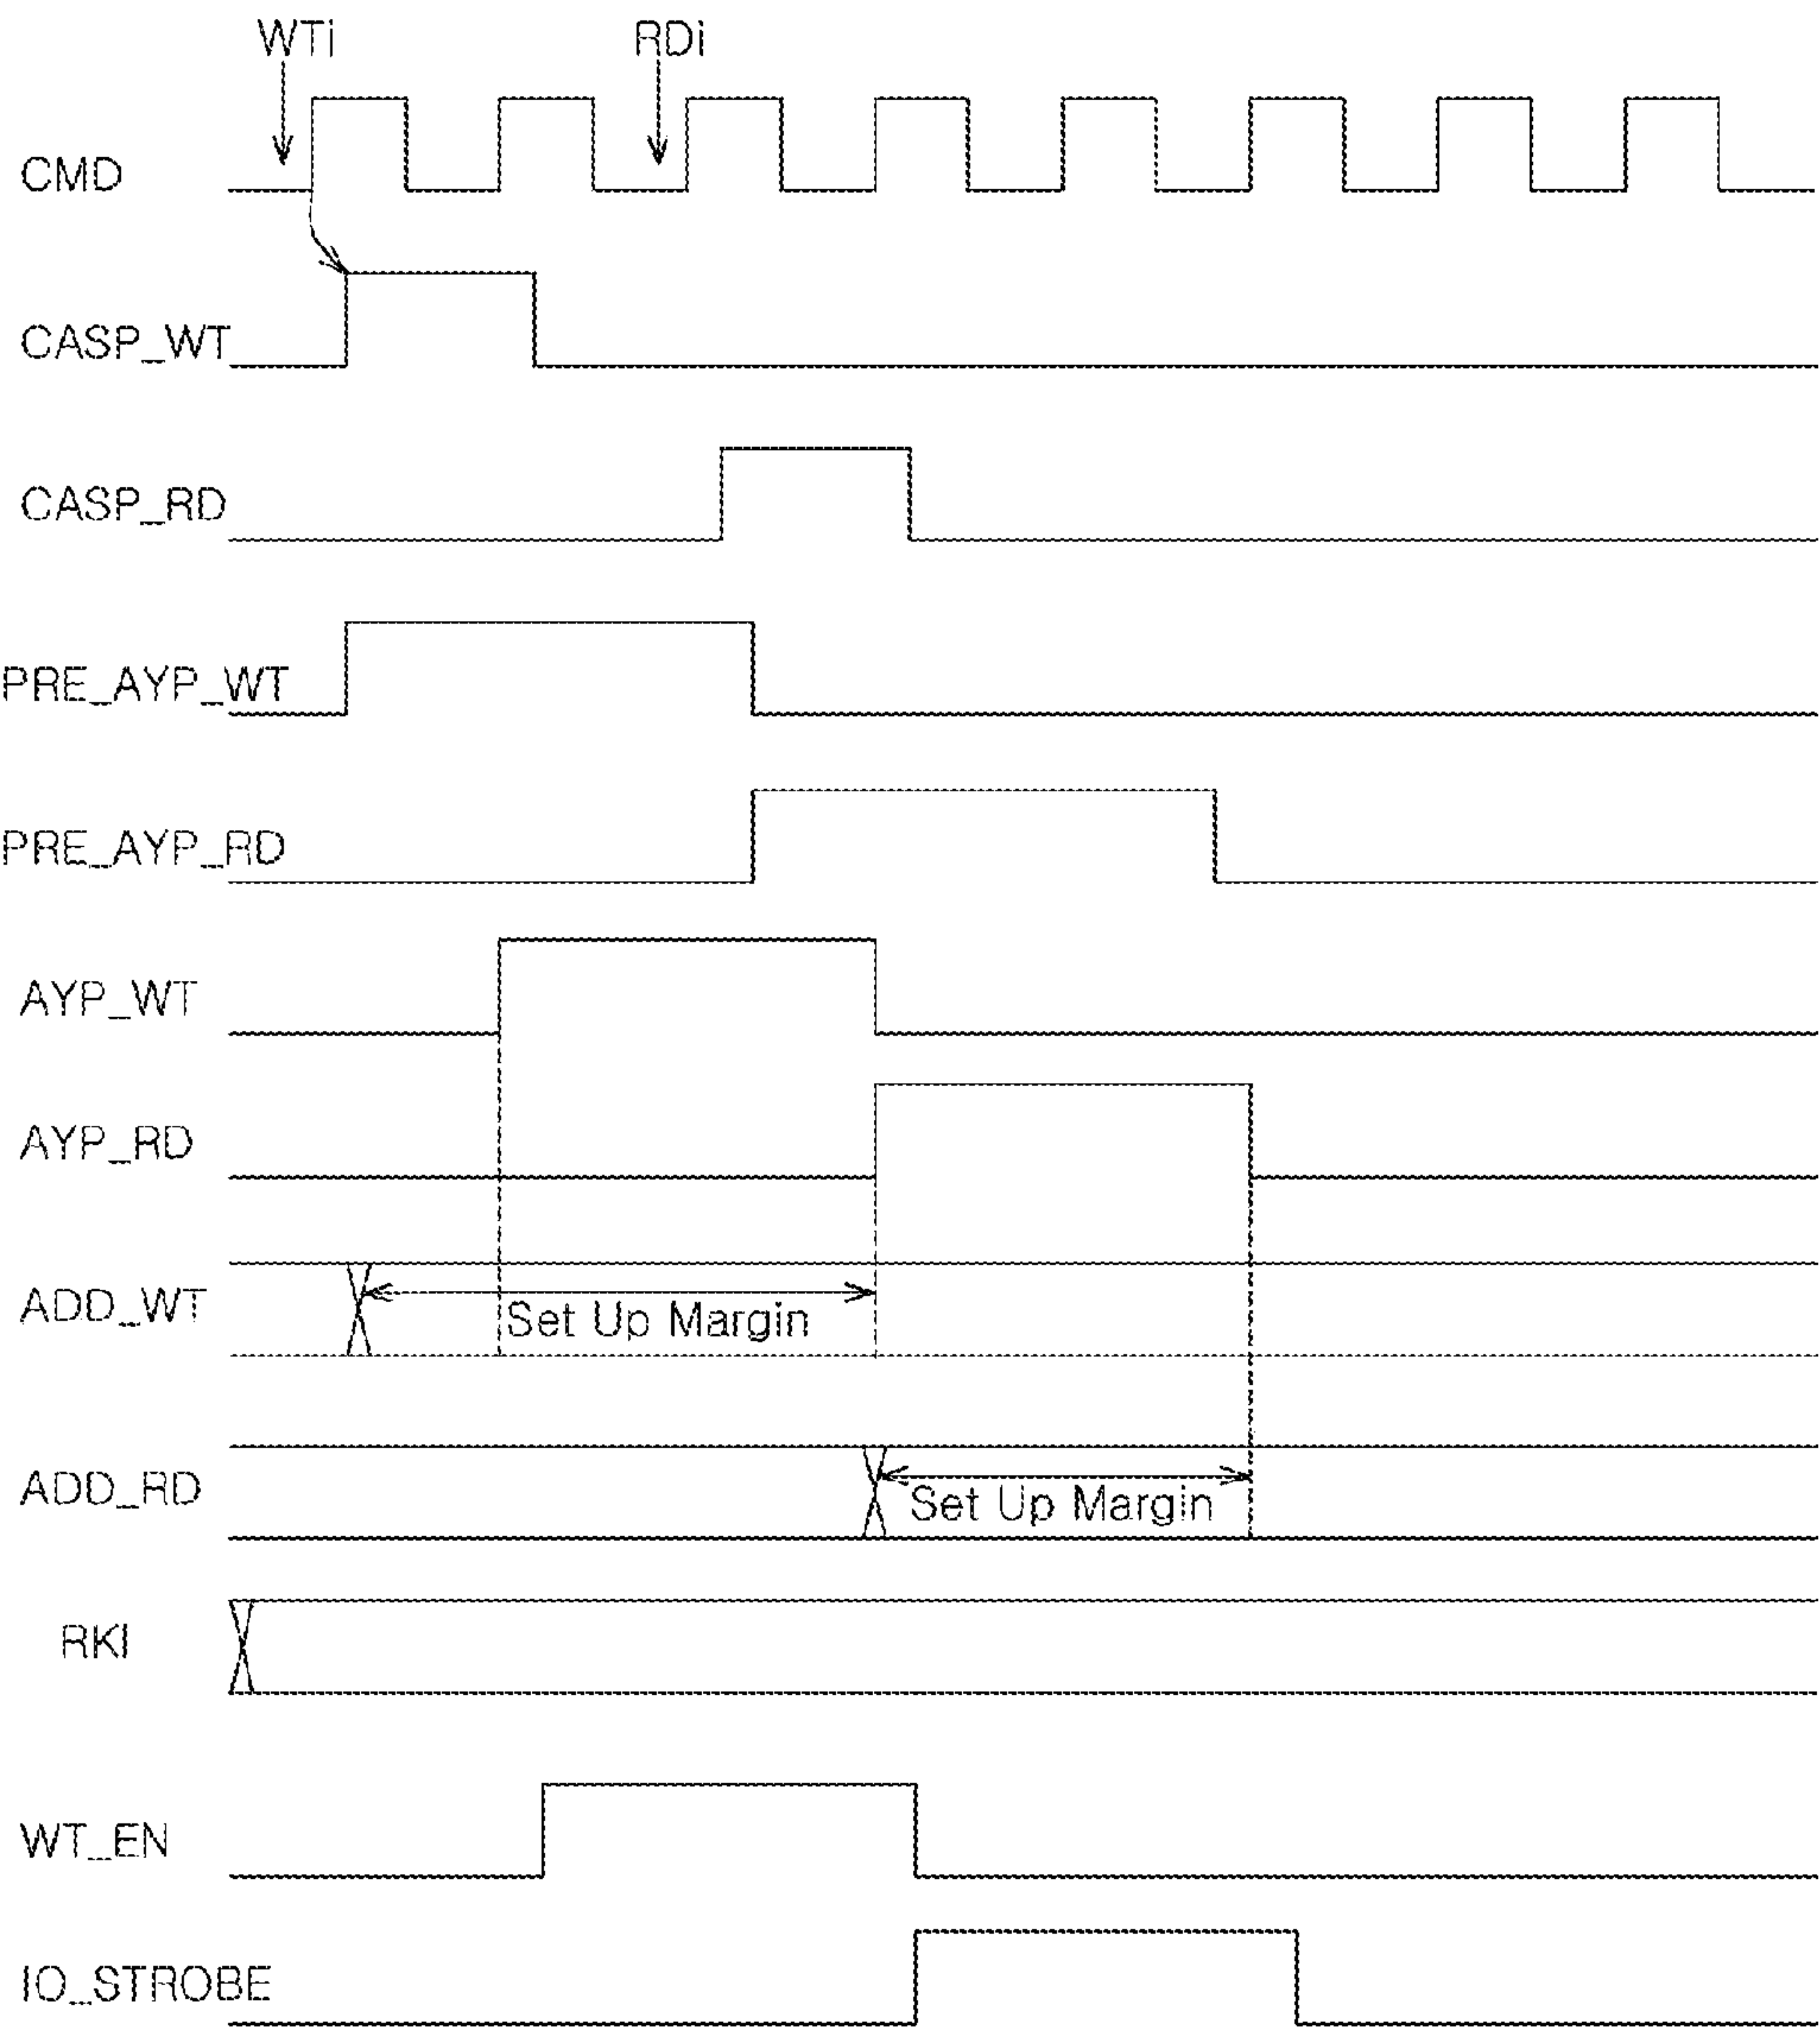 WTi RDi
CMD
CASP_WT
CASP_RD
PRE_AYP_WT
PRE_AYP_RD
AYP_WT
AYP_RD
ADD_WT Set Up Margin
ADD_RD Set Up Margin
RKI
WT_EN
IO_STROBE